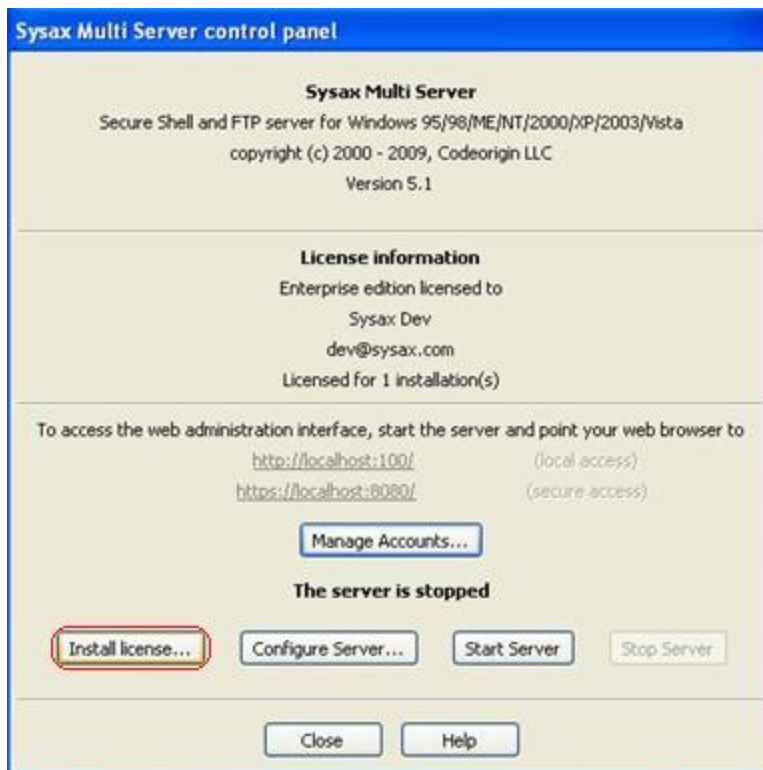 Sysax Multi Server control panel
Sysax Multi Server
Secure Shell and FTP server for Windows 95/98/ME/NT/2000/XP/2003/Vista
copyright (c) 2000 - 2009, Codeorigin LLC
Version 5.1
License information
Enterprise edition licensed to
Sysax Dev
dev@sysax.com
Licensed for 1 installation(s)
To access the web administration interface, start the server and point your web browser to
http://localhost:100/ (local access)
https://localhost:8080/ (secure access)
Manage Accounts...
The server is stopped
Install license... Configure Server... Start Server Stop Server
Close Help